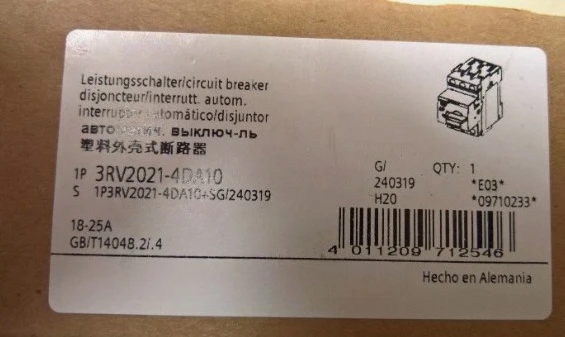 Leistungsschalter/circuit breaker
disjoncteur/interrutt. autom.
interruptor automático/disjuntor
автоматич. выключ-ль
塑料外壳式断路器
1P 3RV2021-4DA10
S 1P3RV2021-4DA10+SG/240319
G/ QTY: 1
240319 *E03*
H20 *09710233*
18-25A
GB/T14048.2/.4
4 011209 712546
Hecho en Alemania